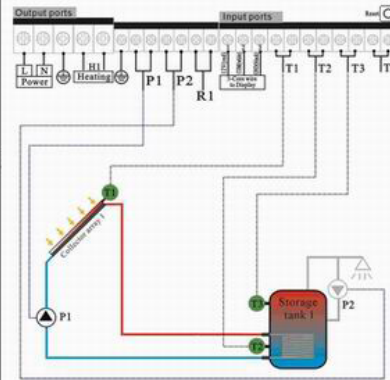 Output ports
Input ports
Reset
L N
Power
H1
Heating
P1
P2
R1
3-Core wire
to Display
T1
T2
T3
T
T1
Collector array 1
P1
T3
Storage
tank 1
P2
T2